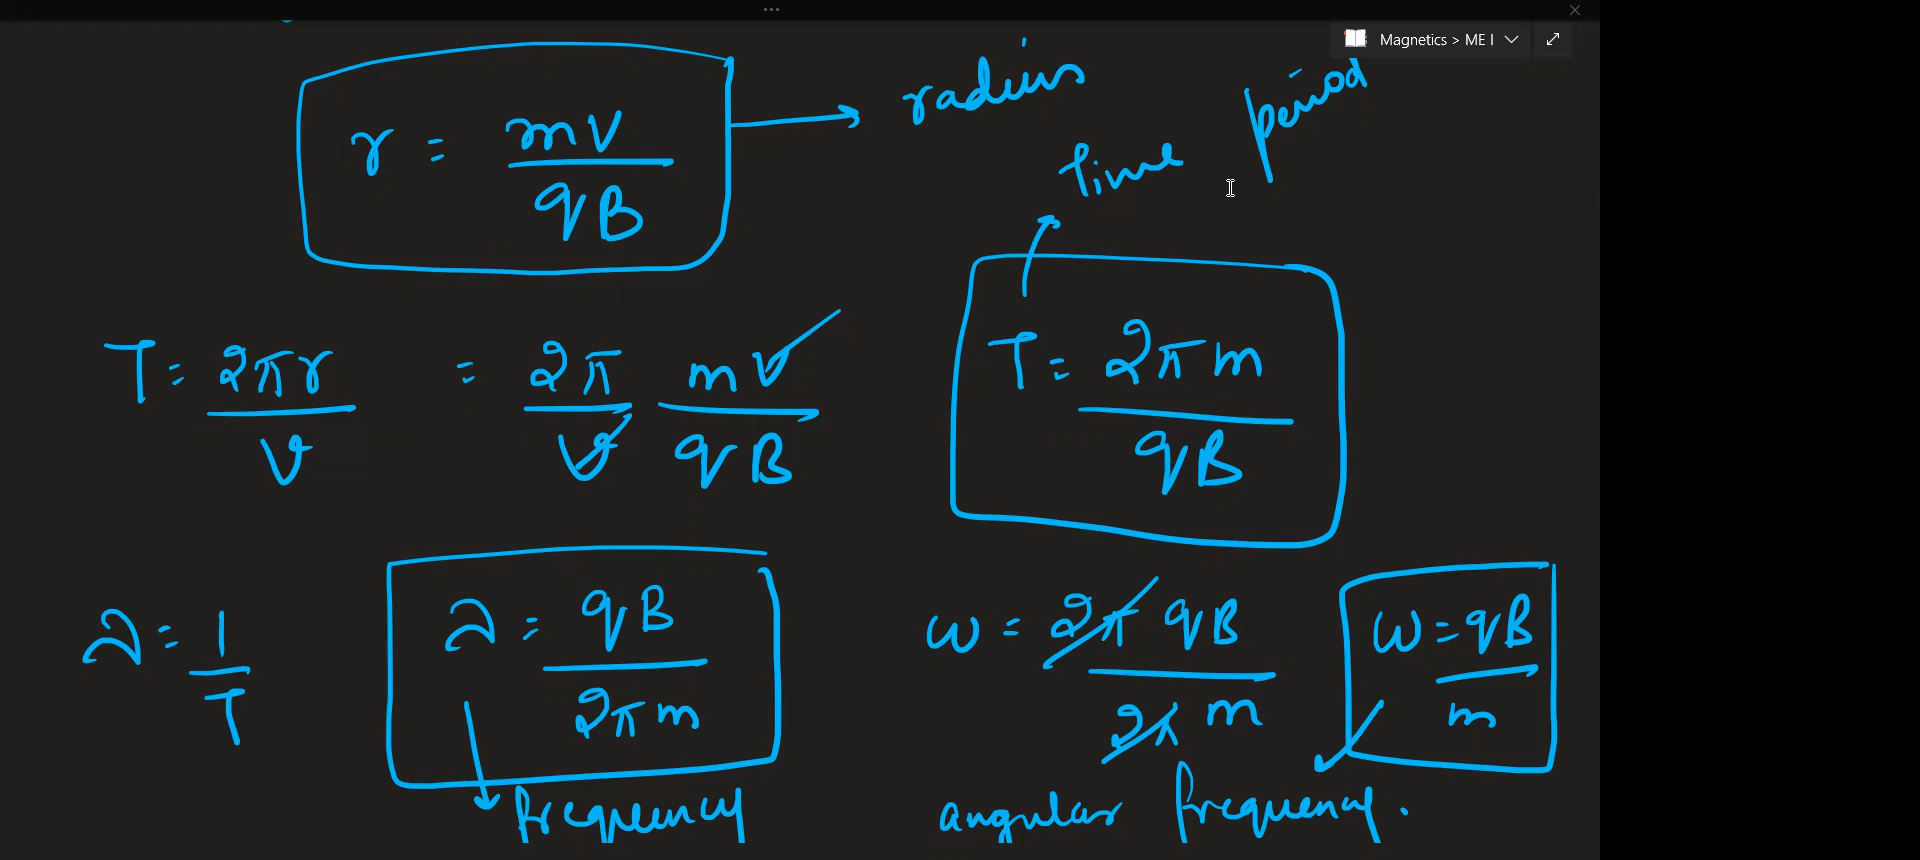 Magnetics > ME I
r = mv / qB → radius
time period
T = 2πr / v = 2π / v mv / qB
T = 2πm / qB
ν = 1 / T
ν = qB / 2πm
ω = 2π qB / 2π m
ω = qB / m
frequency
angular frequency.